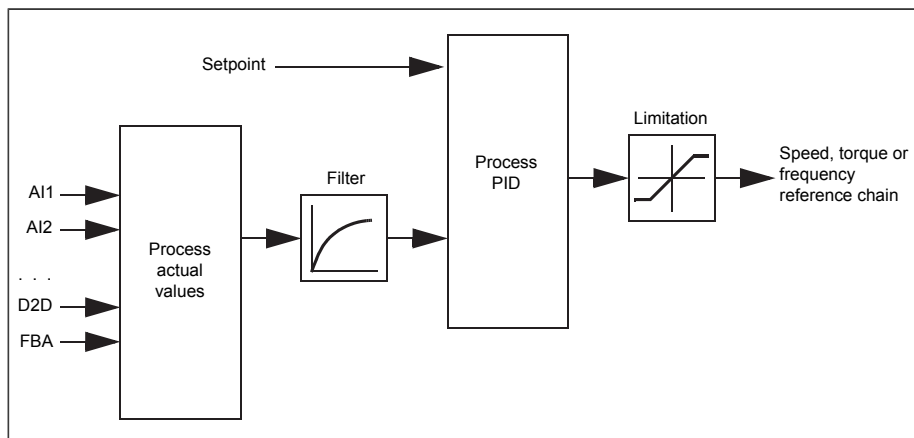 Setpoint
Limitation
Process
PID
Speed, torque or
frequency
reference chain
Filter
AI1
AI2
. . .
D2D
FBA
Process
actual
values